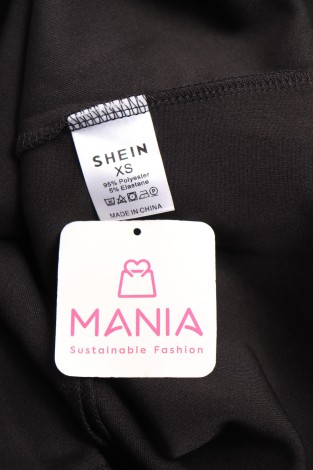 SHEIN
XS
95% Polyester
5% Elastane
MADE IN CHINA
MANIA
Sustainable Fashion